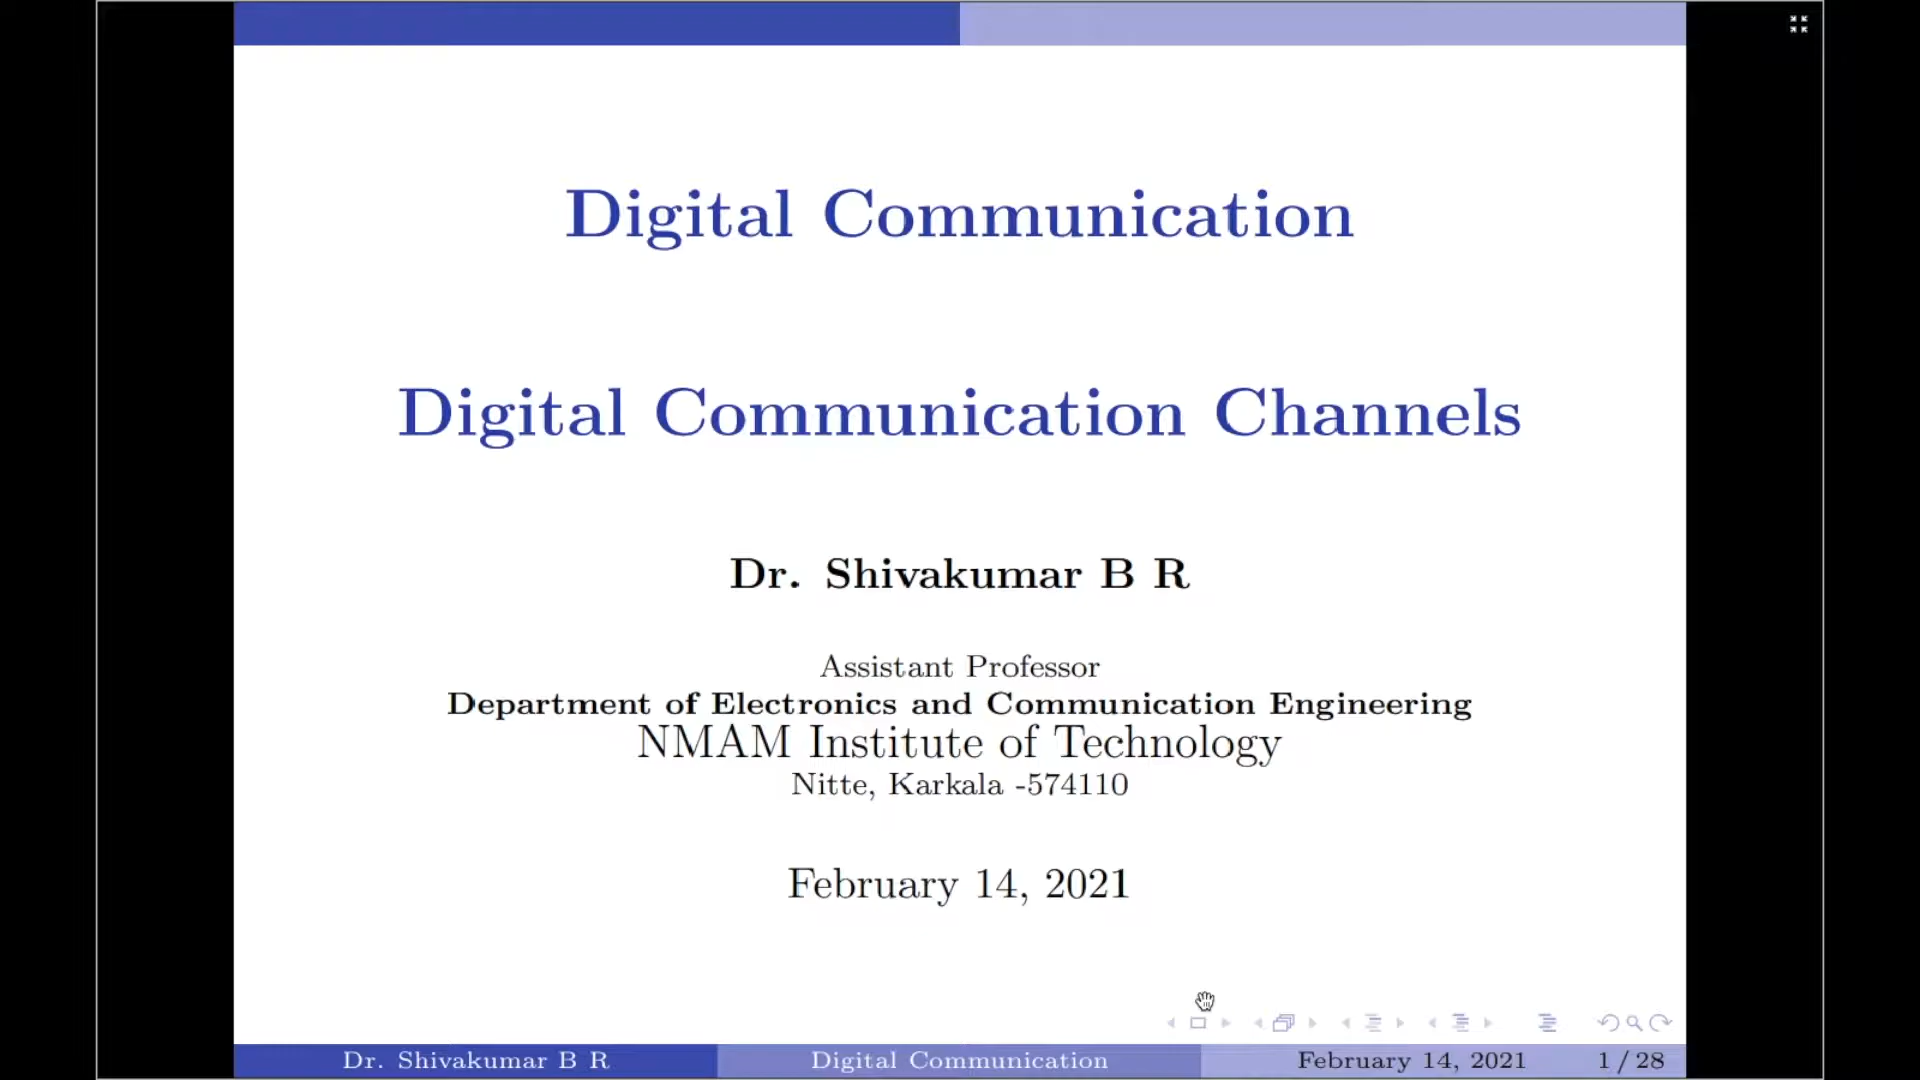 Digital Communication
Digital Communication Channels
Dr. Shivakumar B R
Assistant Professor
Department of Electronics and Communication Engineering
NMAM Institute of Technology
Nitte, Karkala -574110
February 14, 2021
Dr. Shivakumar B R Digital Communication February 14, 2021 1 / 28